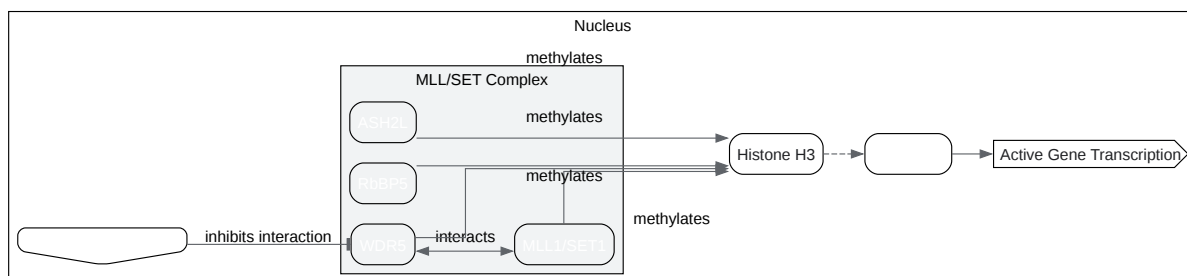 Nucleus
methylates
MLL/SET Complex
ASH2L
methylates
Histone H3
Active Gene Transcription
RbBP5
methylates
methylates
inhibits interaction
WDR5
interacts
MLL1/SET1